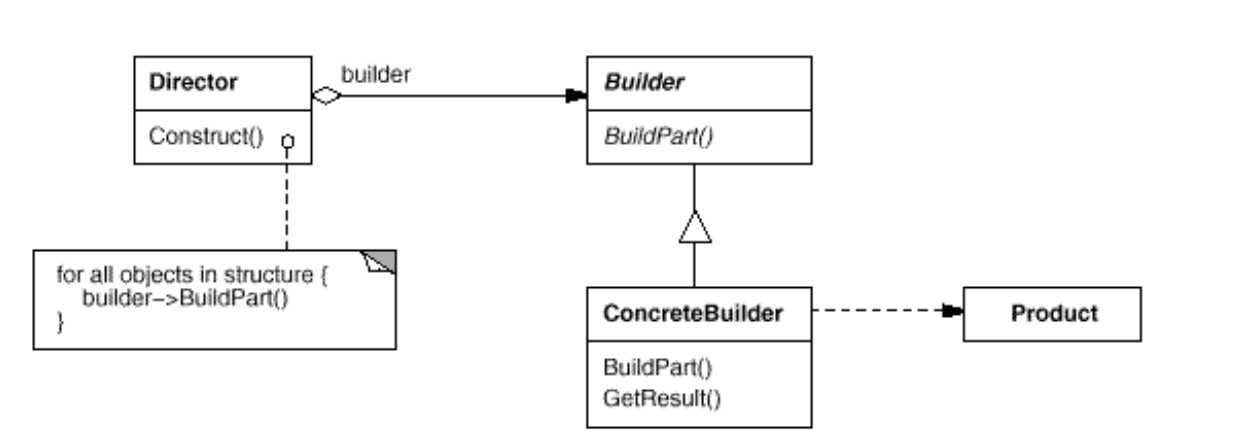 Director
builder
Builder
Construct()
BuildPart()
for all objects in structure {
builder–>BuildPart()
}
ConcreteBuilder
Product
BuildPart()
GetResult()